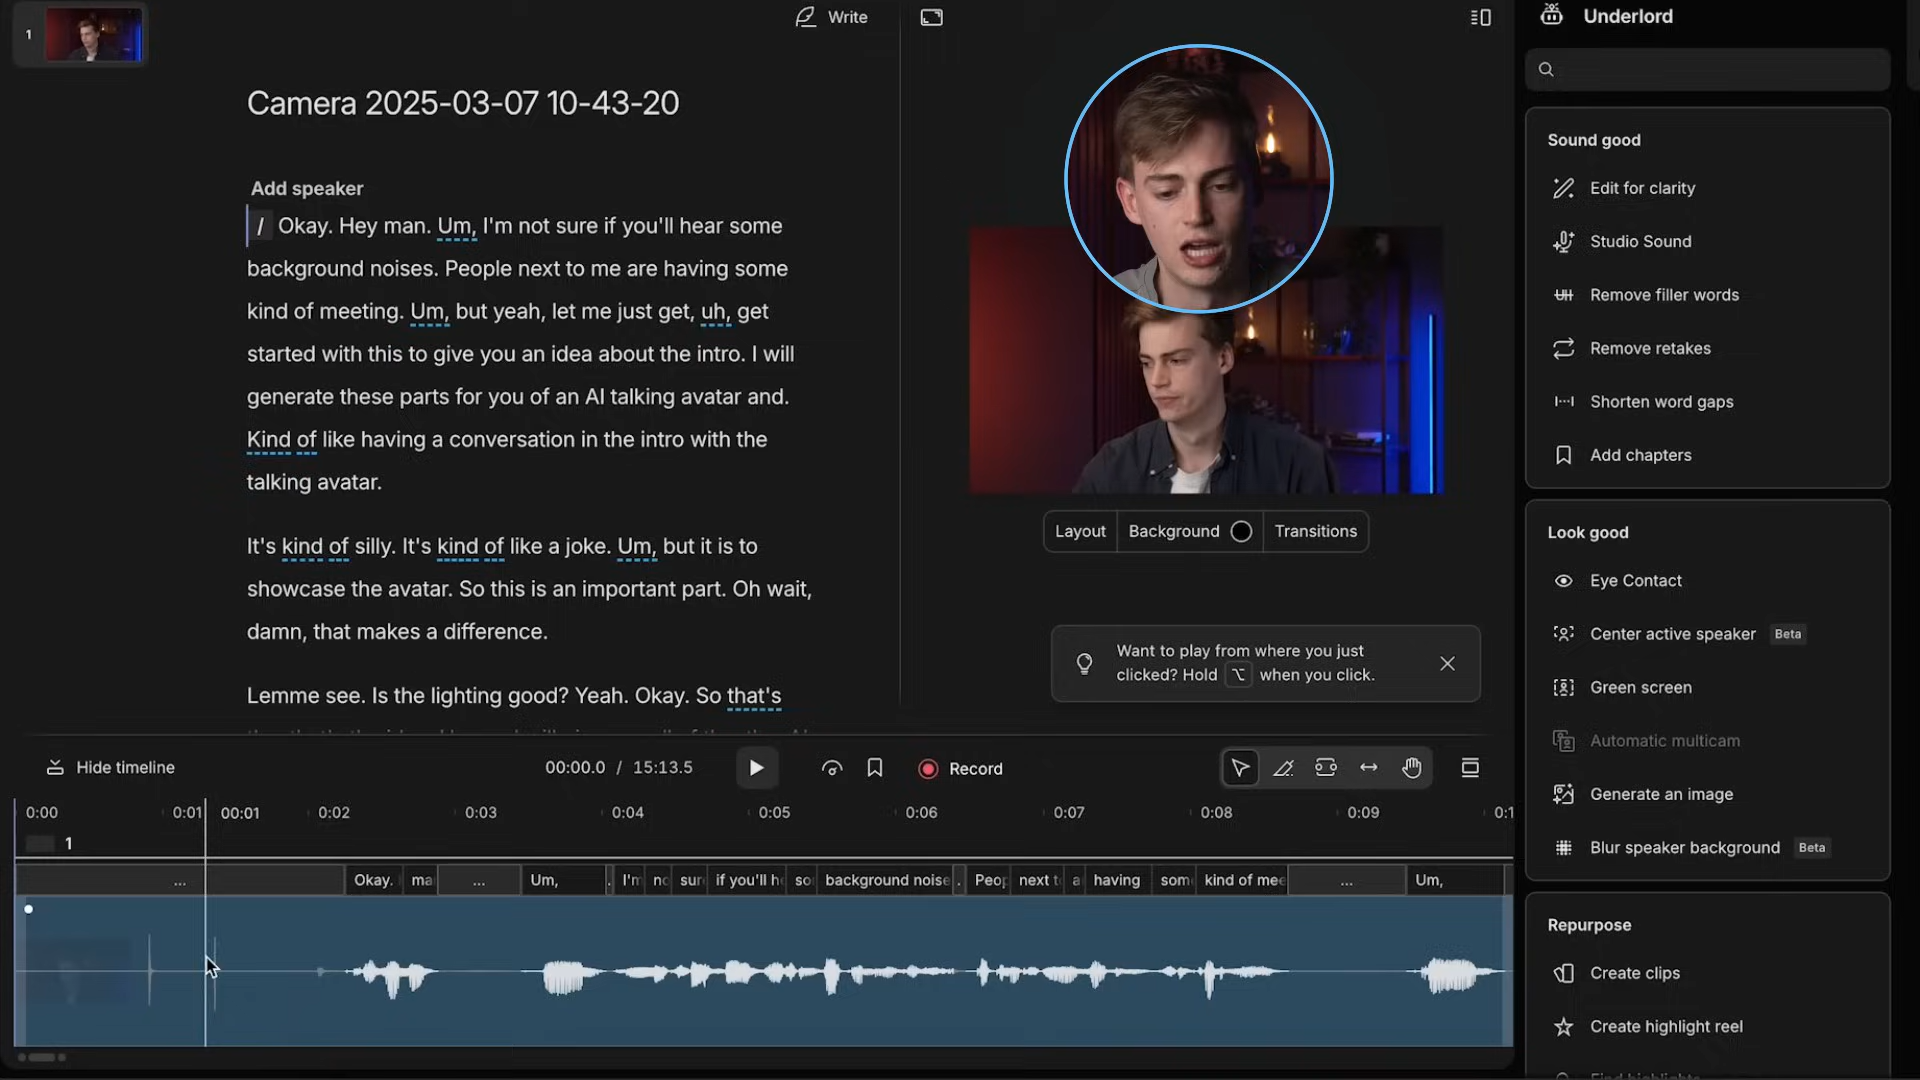 1
Write
Underlord
Camera 2025-03-07 10-43-20
Add speaker
/ Okay. Hey man. Um, I'm not sure if you'll hear some
background noises. People next to me are having some
kind of meeting. Um, but yeah, let me just get, uh, get
started with this to give you an idea about the intro. I will
generate these parts for you of an AI talking avatar and.
Kind of like having a conversation in the intro with the
talking avatar.
It's kind of silly. It's kind of like a joke. Um, but it is to
showcase the avatar. So this is an important part. Oh wait,
damn, that makes a difference.
Lemme see. Is the lighting good? Yeah. Okay. So that's
Layout
Background
Transitions
Want to play from where you just
clicked? Hold ⌥ when you click.
Sound good
Edit for clarity
Studio Sound
Remove filler words
Remove retakes
Shorten word gaps
Add chapters
Look good
Eye Contact
Center active speaker Beta
Green screen
Automatic multicam
Generate an image
Blur speaker background Beta
Repurpose
Create clips
Create highlight reel
Hide timeline
00:00.0 / 15:13.5
Record
0:00 0:01 00:01 0:02 0:03 0:04 0:05 0:06 0:07 0:08 0:09 0:1
1
... Okay. ma ... Um, . I'm no sur if you'll h so background noise . Peop next t a having som kind of mee ... Um,